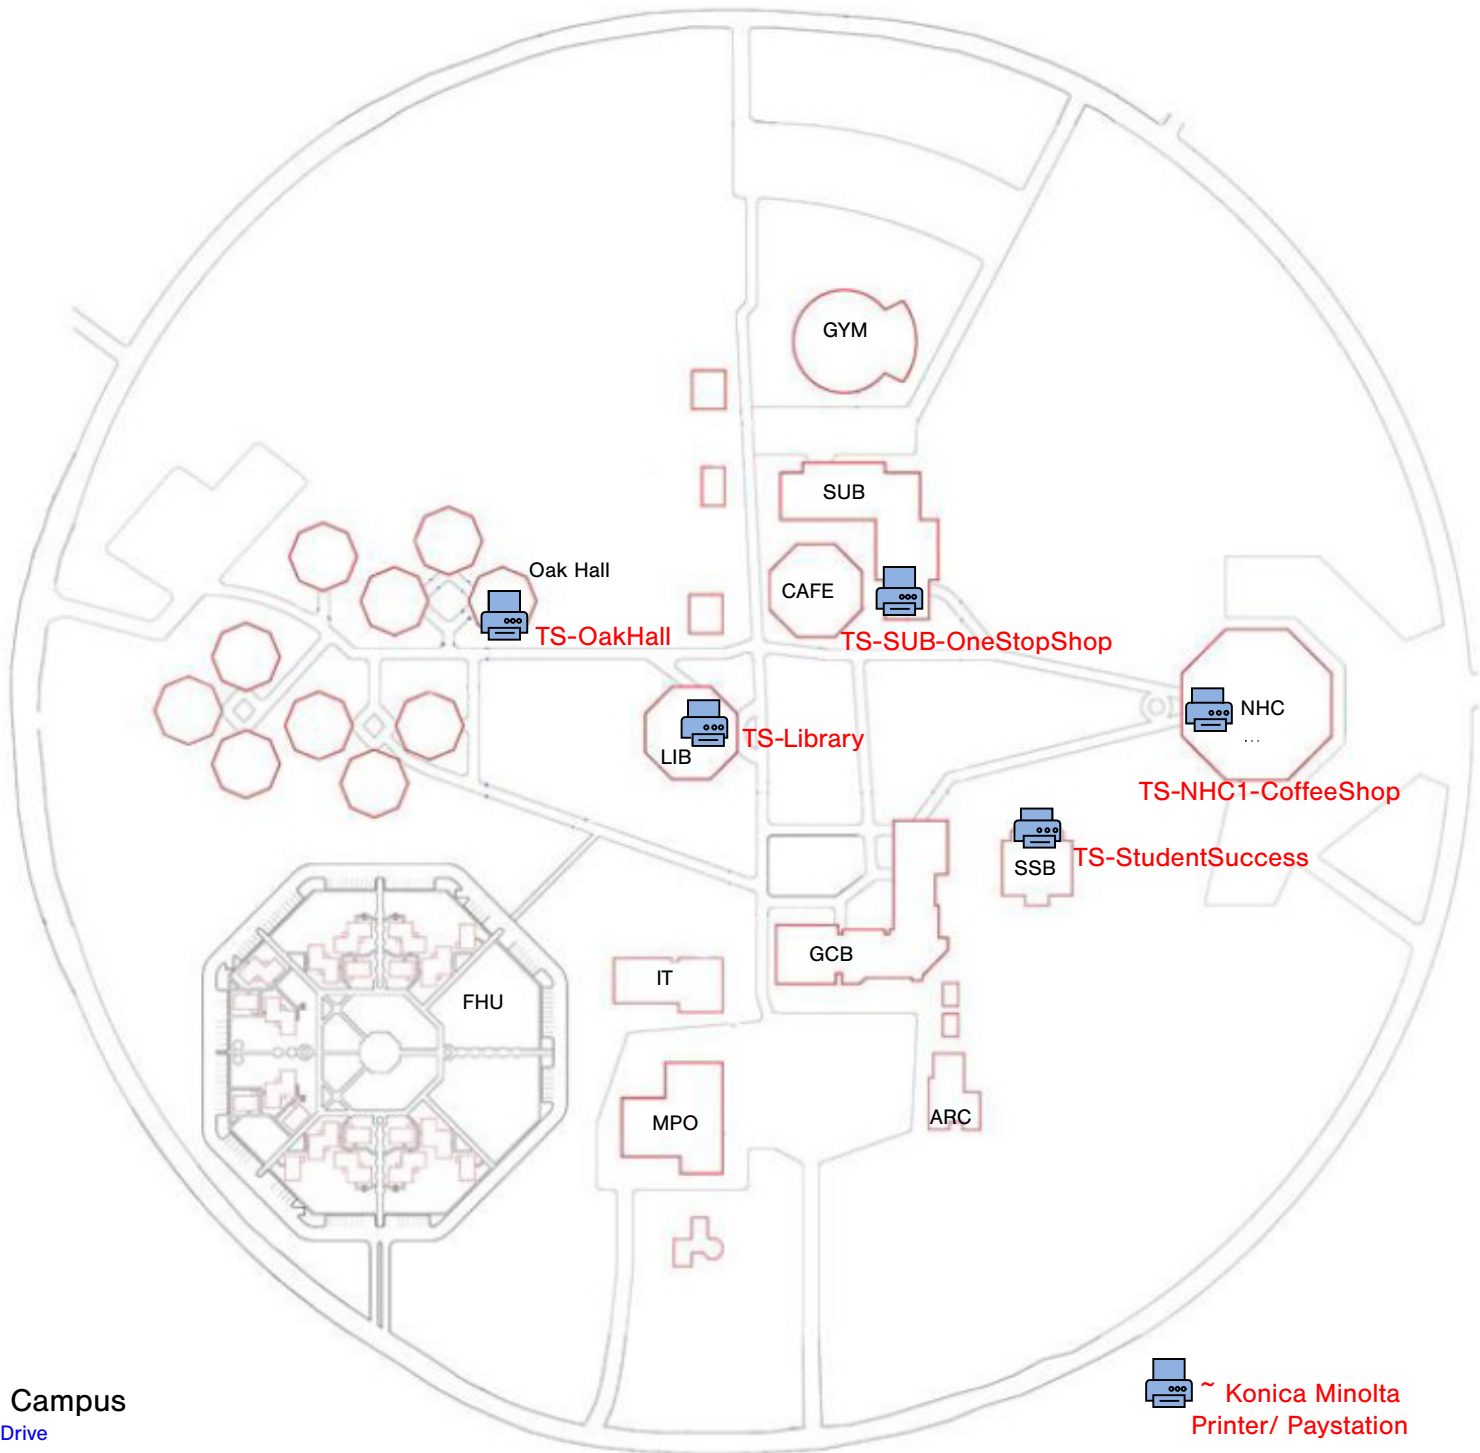 GYM
SUB
Oak Hall
CAFE
TS-OakHall
TS-SUB-OneStopShop
NHC
...
TS-Library
LIB
TS-NHC1-CoffeeShop
TS-StudentSuccess
SSB
GCB
IT
FHU
ARC
MPO
Campus
Drive
~ Konica Minolta
Printer/ Paystation